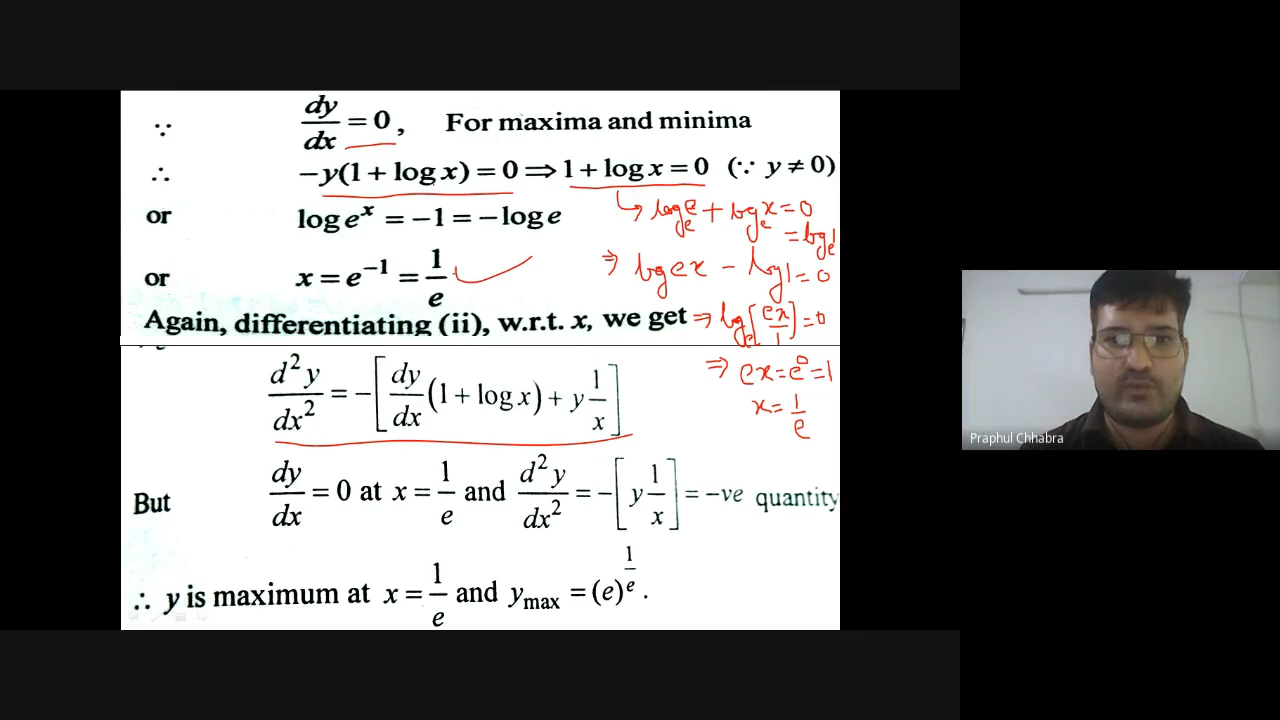 ∵ dy/dx = 0, For maxima and minima
∴ −y(1 + log x) = 0 ⇒ 1 + log x = 0 (∵ y ≠ 0)
or log e^x = −1 = −log e
↳ log_e e + log_e x = 0
= log_e 1
or x = e^−1 = 1/e
⇒ log ex − log 1 = 0
Again, differentiating (ii), w.r.t. x, we get
⇒ log_e [ex/1] = 0
d²y/dx² = −[dy/dx (1 + log x) + y 1/x]
⇒ ex = e^0 = 1
x = 1/e
But dy/dx = 0 at x = 1/e and d²y/dx² = −[y 1/x] = −ve quantity
∴ y is maximum at x = 1/e and y_max = (e)^(1/e).
Praphul Chhabra